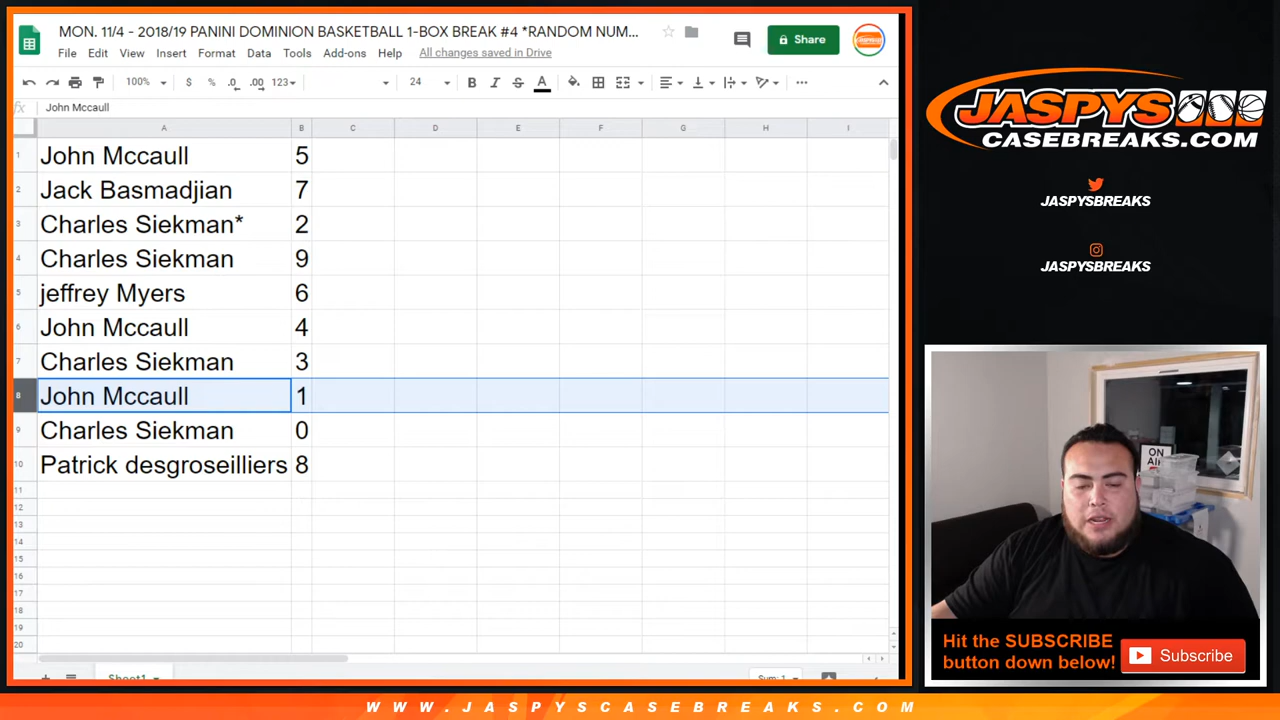 MON. 11/4 - 2018/19 PANINI DOMINION BASKETBALL 1-BOX BREAK #4 *RANDOM NUM...
Share
File Edit View Insert Format Data Tools Add-ons Help All changes saved in Drive
100% $ % .0 .00 123 24 B I S A
fx John Mccaull
A B C D E F G H I
1 John Mccaull 5
2 Jack Basmadjian 7
3 Charles Siekman* 2
4 Charles Siekman 9
5 jeffrey Myers 6
6 John Mccaull 4
7 Charles Siekman 3
8 John Mccaull 1
9 Charles Siekman 0
10 Patrick desgroseilliers 8
11
12
13
14
15
16
17
18
19
20
Sheet1 Sum: 1
JASPYS
CASEBREAKS.COM
JASPYSBREAKS
JASPYSBREAKS
ON
AIR
Hit the SUBSCRIBE
button down below!
Subscribe
WWW.JASPYSCASEBREAKS.COM